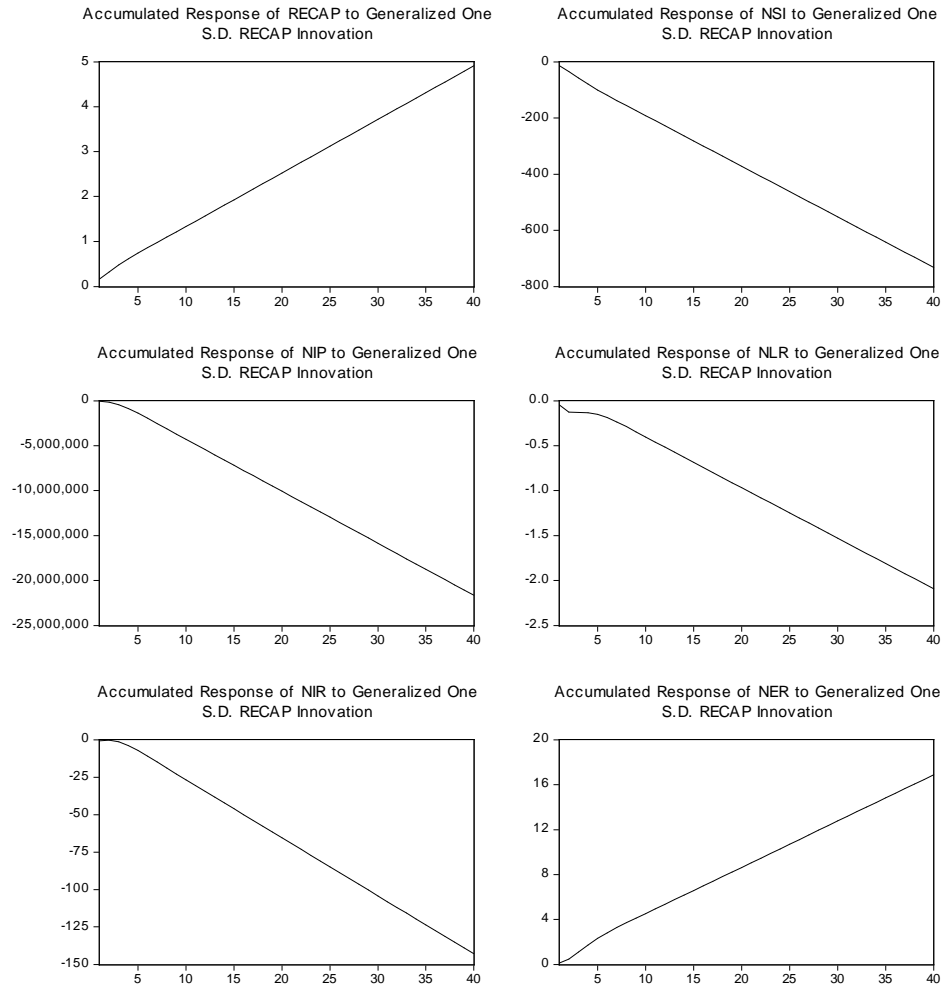 Accumulated Response of RECAP to Generalized One
S.D. RECAP Innovation
5
4
3
2
1
0
5 10 15 20 25 30 35 40
Accumulated Response of NSI to Generalized One
S.D. RECAP Innovation
0
-200
-400
-600
-800
5 10 15 20 25 30 35 40
Accumulated Response of NIP to Generalized One
S.D. RECAP Innovation
0
-5,000,000
-10,000,000
-15,000,000
-20,000,000
-25,000,000
5 10 15 20 25 30 35 40
Accumulated Response of NLR to Generalized One
S.D. RECAP Innovation
0.0
-0.5
-1.0
-1.5
-2.0
-2.5
5 10 15 20 25 30 35 40
Accumulated Response of NIR to Generalized One
S.D. RECAP Innovation
0
-25
-50
-75
-100
-125
-150
5 10 15 20 25 30 35 40
Accumulated Response of NER to Generalized One
S.D. RECAP Innovation
20
16
12
8
4
0
5 10 15 20 25 30 35 40